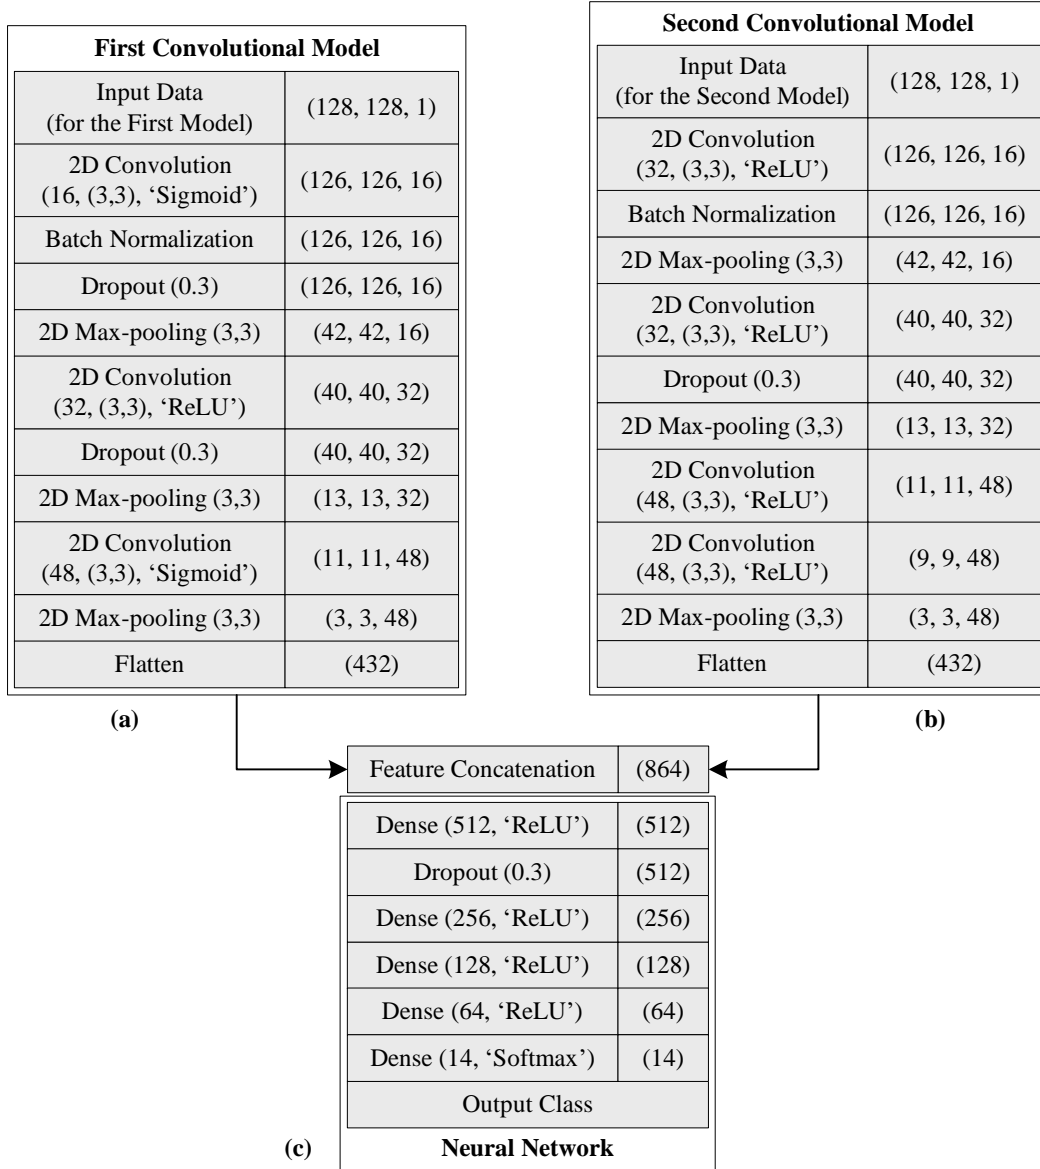 First Convolutional Model
Input Data
(for the First Model)
(128, 128, 1)
2D Convolution
(16, (3,3), ‘Sigmoid’)
(126, 126, 16)
Batch Normalization
(126, 126, 16)
Dropout (0.3)
(126, 126, 16)
2D Max-pooling (3,3)
(42, 42, 16)
2D Convolution
(32, (3,3), ‘ReLU’)
(40, 40, 32)
Dropout (0.3)
(40, 40, 32)
2D Max-pooling (3,3)
(13, 13, 32)
2D Convolution
(48, (3,3), ‘Sigmoid’)
(11, 11, 48)
2D Max-pooling (3,3)
(3, 3, 48)
Flatten
(432)
(a)
Second Convolutional Model
Input Data
(for the Second Model)
(128, 128, 1)
2D Convolution
(32, (3,3), ‘ReLU’)
(126, 126, 16)
Batch Normalization
(126, 126, 16)
2D Max-pooling (3,3)
(42, 42, 16)
2D Convolution
(32, (3,3), ‘ReLU’)
(40, 40, 32)
Dropout (0.3)
(40, 40, 32)
2D Max-pooling (3,3)
(13, 13, 32)
2D Convolution
(48, (3,3), ‘ReLU’)
(11, 11, 48)
2D Convolution
(48, (3,3), ‘ReLU’)
(9, 9, 48)
2D Max-pooling (3,3)
(3, 3, 48)
Flatten
(432)
(b)
Feature Concatenation
(864)
Dense (512, ‘ReLU’)
(512)
Dropout (0.3)
(512)
Dense (256, ‘ReLU’)
(256)
Dense (128, ‘ReLU’)
(128)
Dense (64, ‘ReLU’)
(64)
Dense (14, ‘Softmax’)
(14)
Output Class
(c)
Neural Network